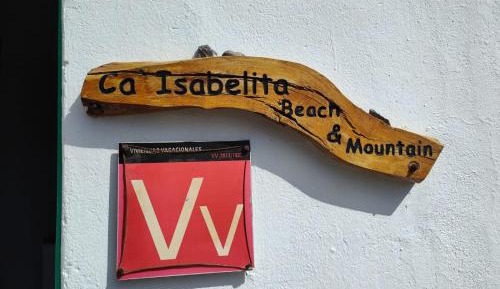 Ca Isabelita
Beach
&
Mountain
VIVIENDAS VACACIONALES
Vv